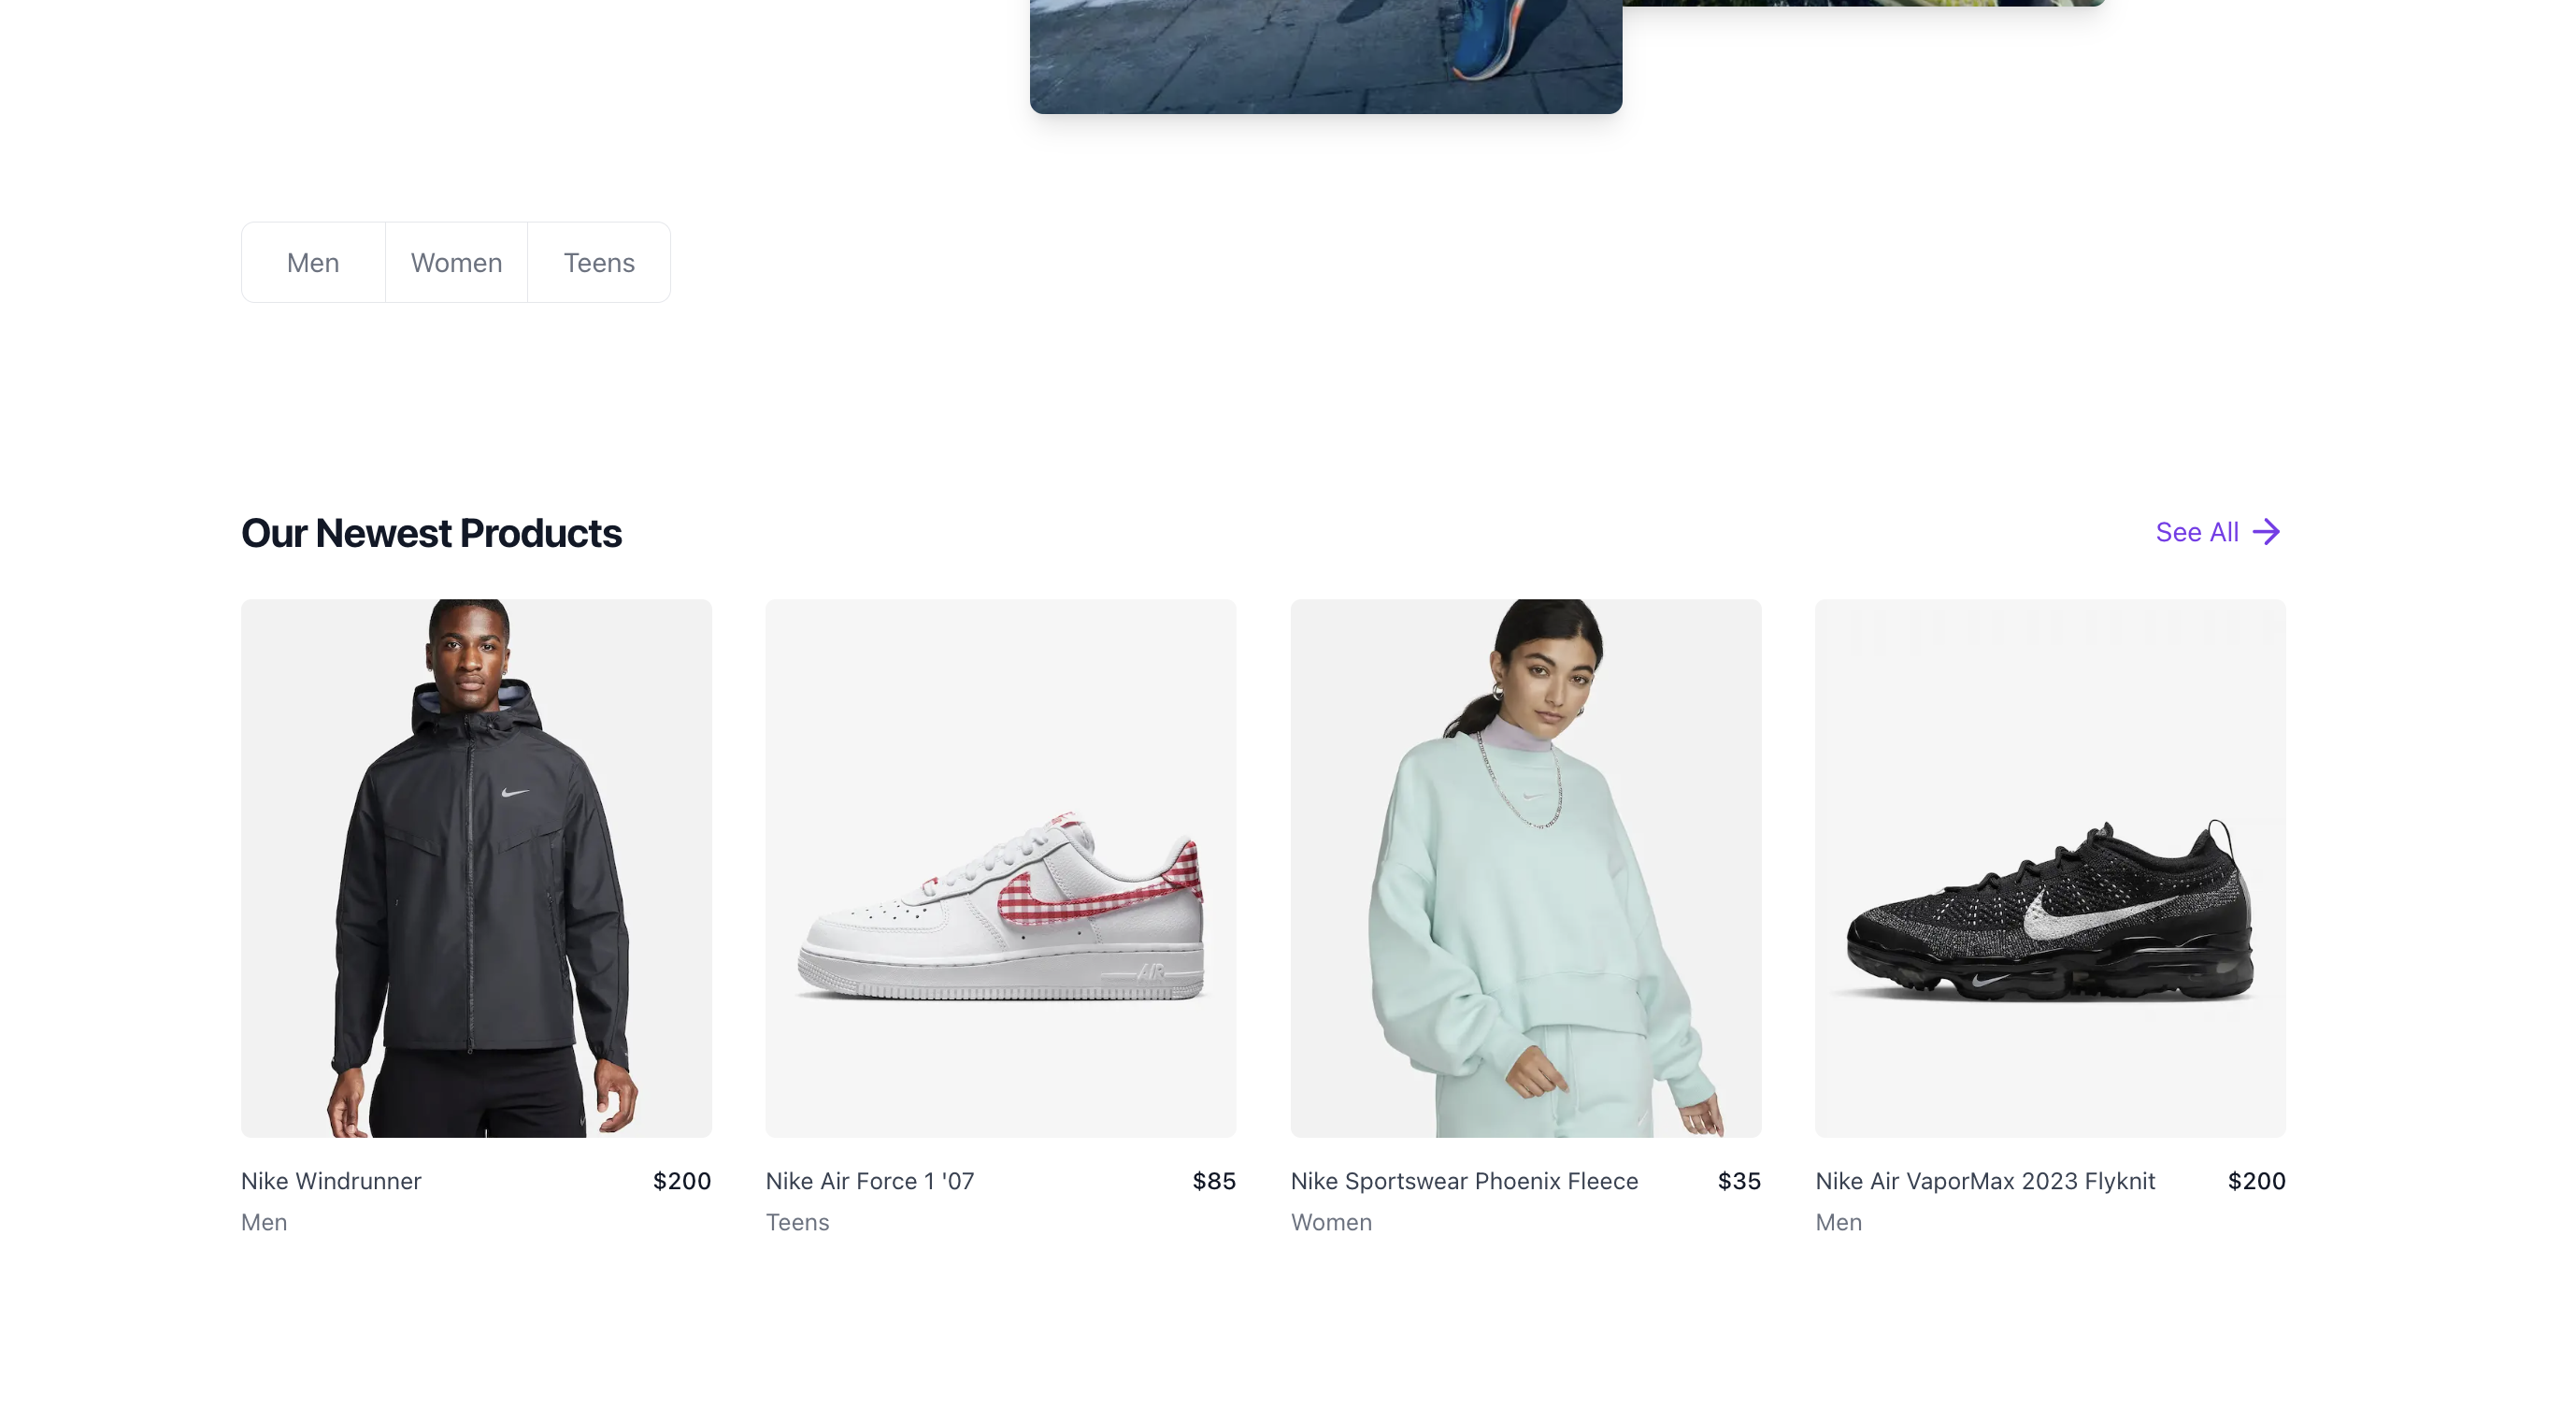 Men Women Teens
Our Newest Products
See All
Nike Windrunner $200
Men
Nike Air Force 1 '07 $85
Teens
Nike Sportswear Phoenix Fleece $35
Women
Nike Air VaporMax 2023 Flyknit $200
Men
AIR